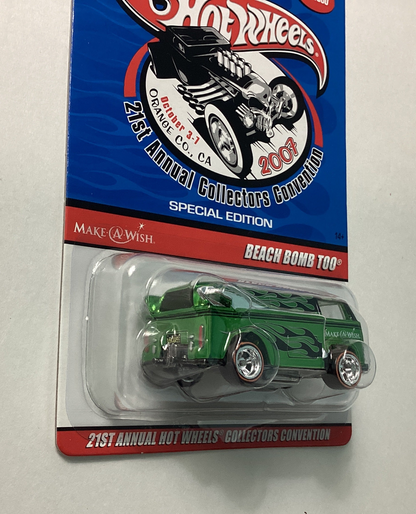 HOT WHEELS
October 3-7
ORANGE CO., CA
2007
21st Annual Collectors Convention
SPECIAL EDITION
MAKE-A-WISH.
14+
BEACH BOMB TOO®
MAKE-A-WISH
21ST ANNUAL HOT WHEELS® COLLECTORS CONVENTION